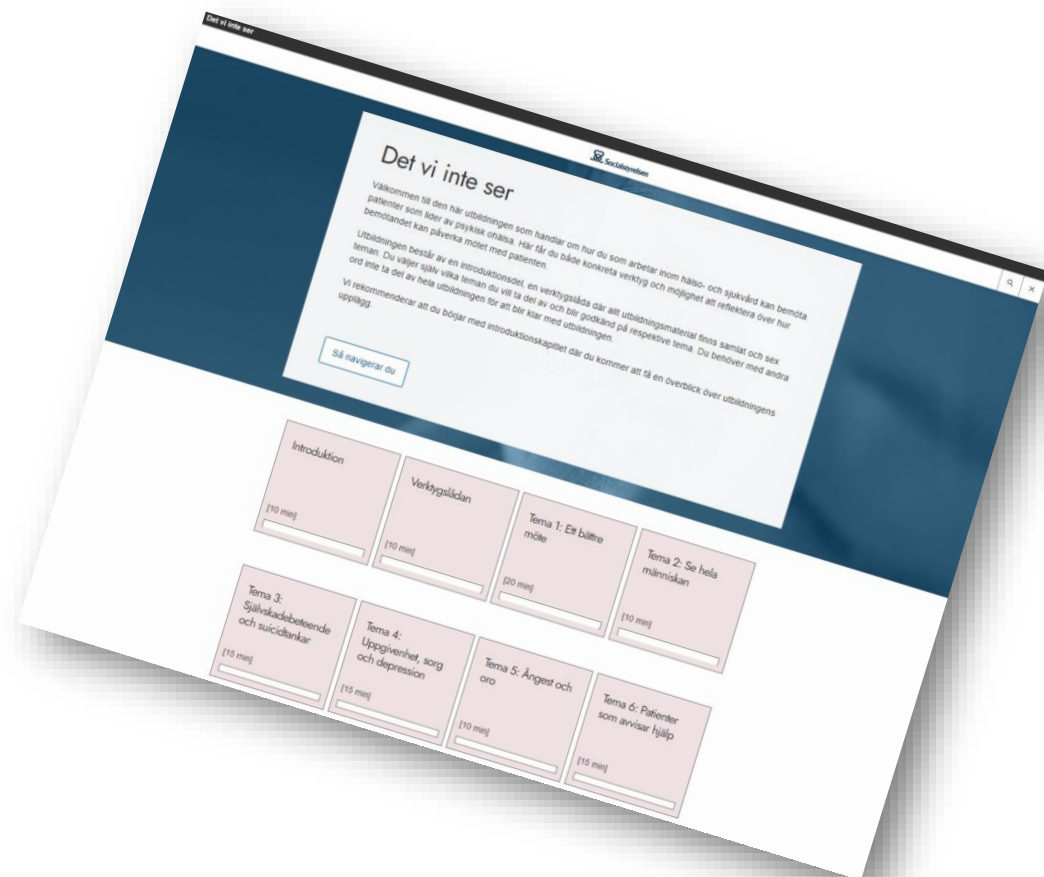 Det vi inte ser
Socialstyrelsen
Det vi inte ser
Välkommen till den här utbildningen som handlar om hur du som arbetar inom hälso- och sjukvård kan bemöta
patienter som lider av psykisk ohälsa. Här får du både konkreta verktyg och möjlighet att reflektera över hur
bemötandet kan påverka mötet med patienten.
Utbildningen består av en introduktionsdel, en verktygslåda där allt utbildningsmaterial finns samlat och sex
teman. Du väljer själv vilka teman du vill ta del av och blir godkänd på respektive tema. Du behöver med andra
ord inte ta del av hela utbildningen för att blir klar med utbildningen.
Vi rekommenderar att du börjar med introduktionskapitlet där du kommer att få en överblick över utbildningens
upplägg.
Så navigerar du
Introduktion
[10 min]
Verktygslådan
[10 min]
Tema 1: Ett bättre
möte
[20 min]
Tema 2: Se hela
människan
[10 min]
Tema 3:
Självskadebeteende
och suicidtankar
[15 min]
Tema 4:
Uppgivenhet, sorg
och depression
[15 min]
Tema 5: Ångest och
oro
[10 min]
Tema 6: Patienter
som avvisar hjälp
[15 min]